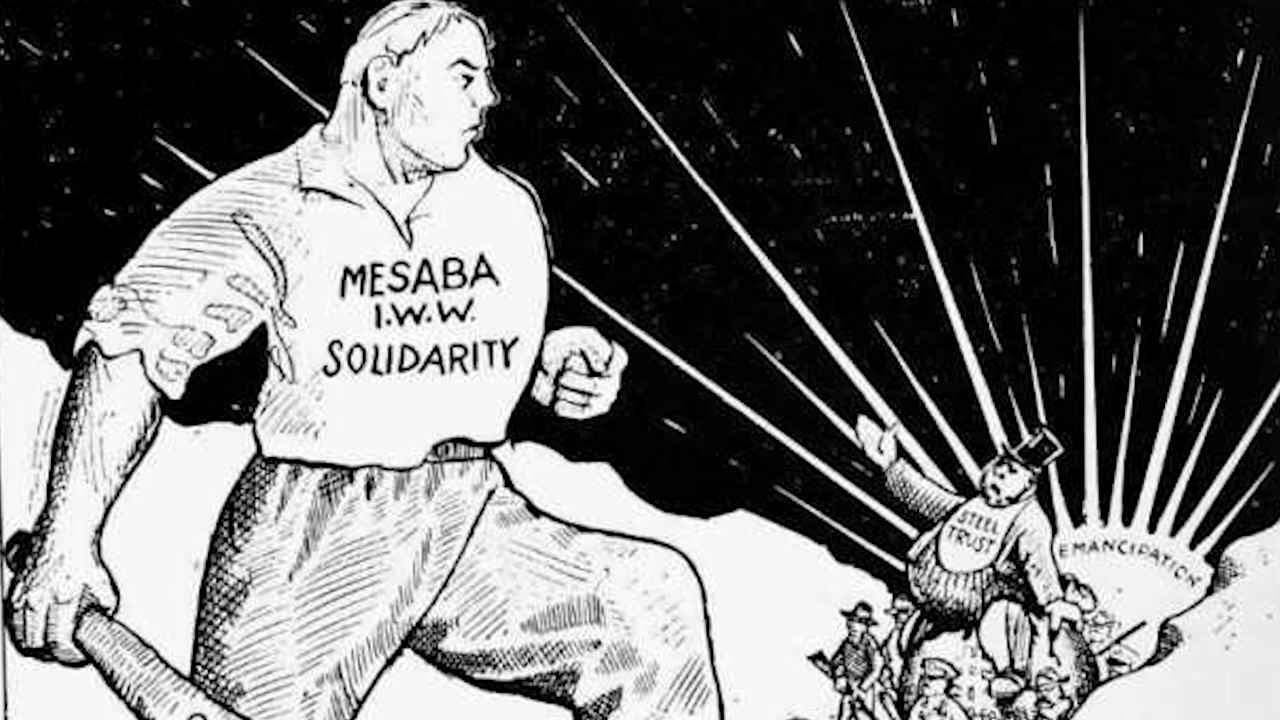 MESABA
I.W.W.
SOLIDARITY
STEEL
TRUST
EMANCIPATION